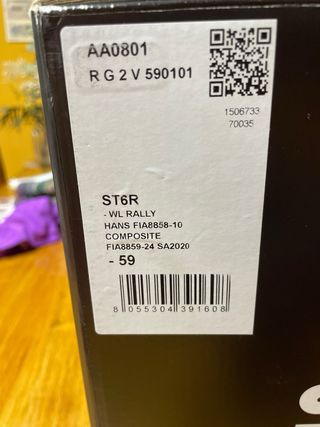 AA0801
R G 2 V 590101
1506733
70035
ST6R
- WL RALLY
HANS FIA8858-10
COMPOSITE
FIA8859-24 SA2020
- 59
8 055304 391608